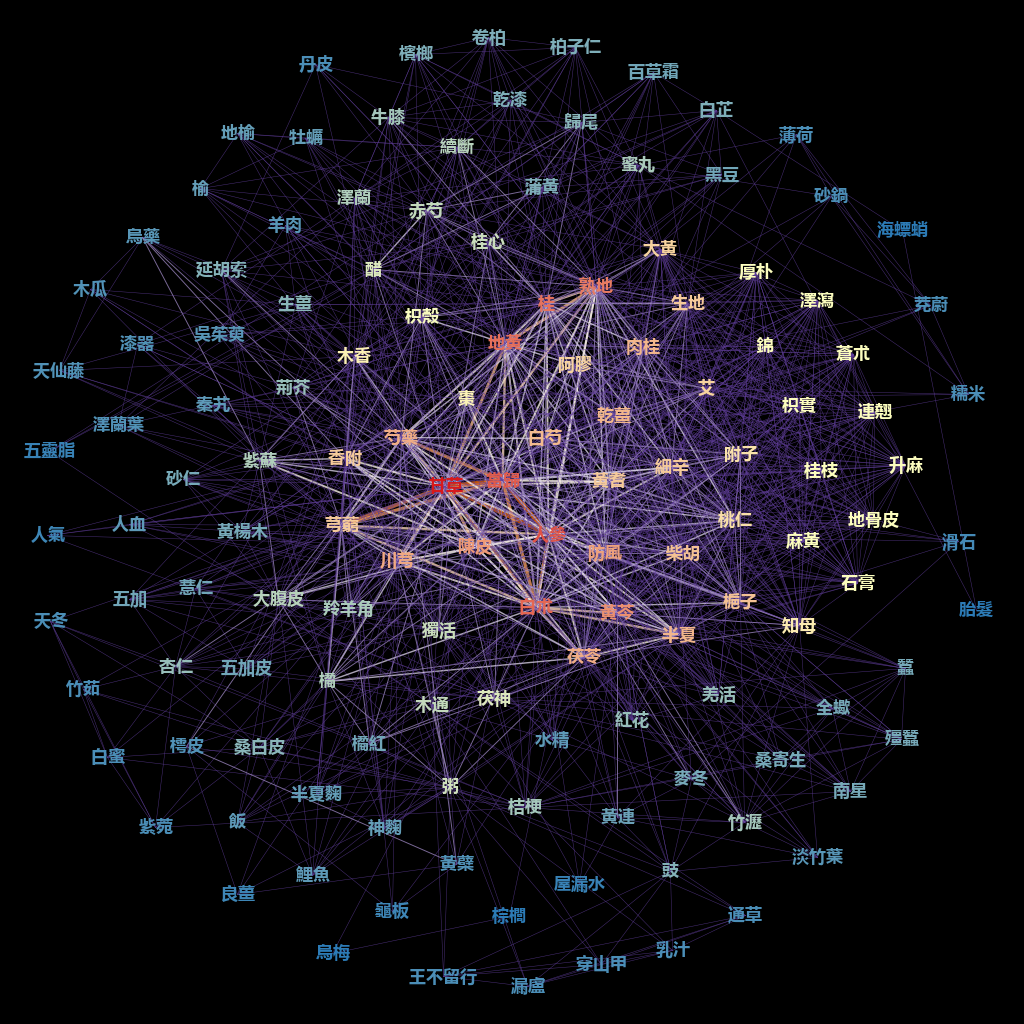 卷柏
柏子仁
檳榔
丹皮
百草霜
乾漆
白芷
牛膝
歸尾
地榆
牡蠣
薄荷
續斷
蜜丸
黑豆
榆
蒲黃
砂鍋
澤蘭
赤芍
羊肉
海螵蛸
烏藥
桂心
大黃
延胡索
醋
厚朴
熟地
木瓜
生薑
桂
生地
澤瀉
茺蔚
枳殼
吳茱萸
漆器
地黃
肉桂
錦
木香
蒼朮
天仙藤
阿膠
荊芥
艾
糯米
棗
秦艽
乾薑
枳實
連翹
澤蘭葉
芍藥
白芍
五靈脂
紫蘇
香附
附子
細辛
升麻
桂枝
砂仁
甘草
當歸
黃耆
人血
芎藭
桃仁
地骨皮
人氣
黃楊木
人參
麻黃
滑石
陳皮
防風
柴胡
川芎
石膏
薏仁
五加
大腹皮
羚羊角
白朮
黃芩
梔子
胎髮
天冬
獨活
半夏
知母
杏仁
五加皮
茯苓
蠶
橘
竹茹
木通
茯神
羌活
全蠍
紅花
樗皮
桑白皮
橘紅
水精
殭蠶
白蜜
桑寄生
粥
麥冬
南星
半夏麴
紫菀
飯
神麴
桔梗
黃連
竹瀝
鯉魚
黃蘗
豉
淡竹葉
良薑
屋漏水
龜板
棕櫚
通草
烏梅
乳汁
穿山甲
王不留行
漏盧